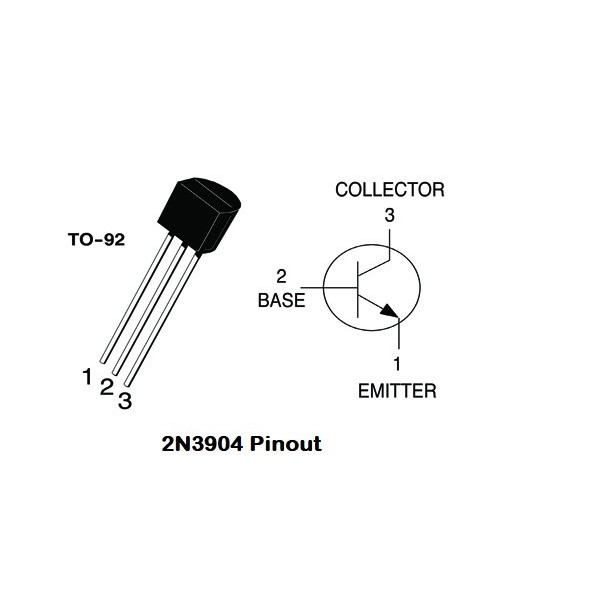 COLLECTOR
3
TO-92
2
BASE
1
EMITTER
1
2
3
2N3904 Pinout